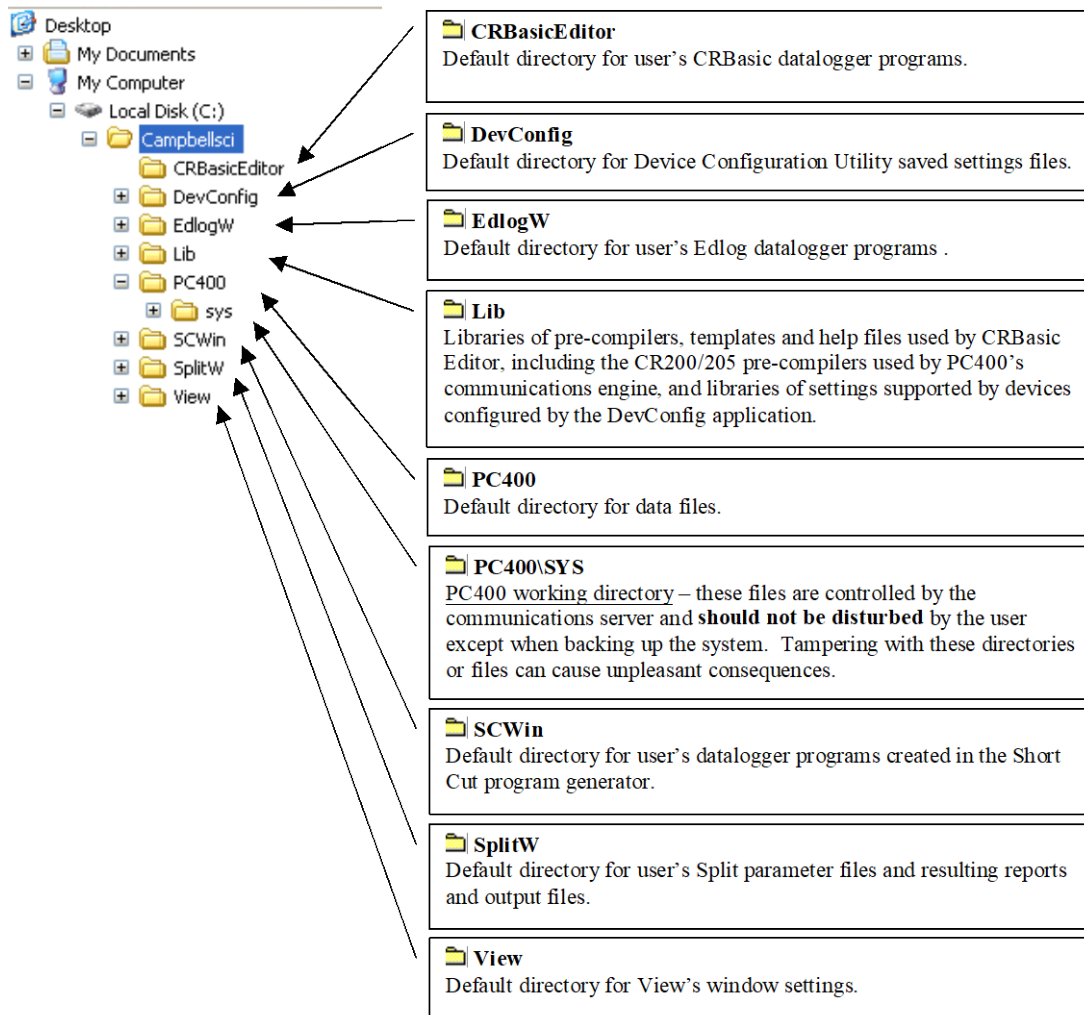 Desktop
My Documents
My Computer
Local Disk (C:)
Campbellsci
CRBasicEditor
DevConfig
EdlogW
Lib
PC400
sys
SCWin
SplitW
View
CRBasicEditor
Default directory for user's CRBasic datalogger programs.
DevConfig
Default directory for Device Configuration Utility saved settings files.
EdlogW
Default directory for user's Edlog datalogger programs .
Lib
Libraries of pre-compilers, templates and help files used by CRBasic
Editor, including the CR200/205 pre-compilers used by PC400's
communications engine, and libraries of settings supported by devices
configured by the DevConfig application.
PC400
Default directory for data files.
PC400\SYS
PC400 working directory – these files are controlled by the
communications server and should not be disturbed by the user
except when backing up the system. Tampering with these directories
or files can cause unpleasant consequences.
SCWin
Default directory for user's datalogger programs created in the Short
Cut program generator.
SplitW
Default directory for user's Split parameter files and resulting reports
and output files.
View
Default directory for View's window settings.